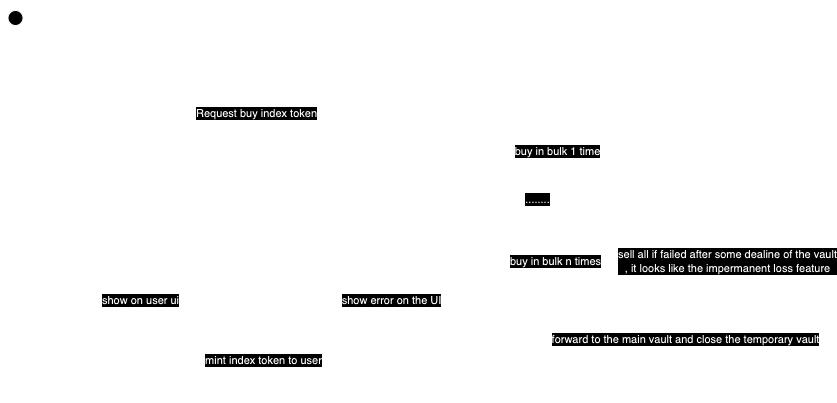 Request buy index token
buy in bulk 1 time
........
buy in bulk n times
sell all if failed after some dealine of the vault
, it looks like the impermanent loss feature
show on user ui
show error on the UI
forward to the main vault and close the temporary vault
mint index token to user